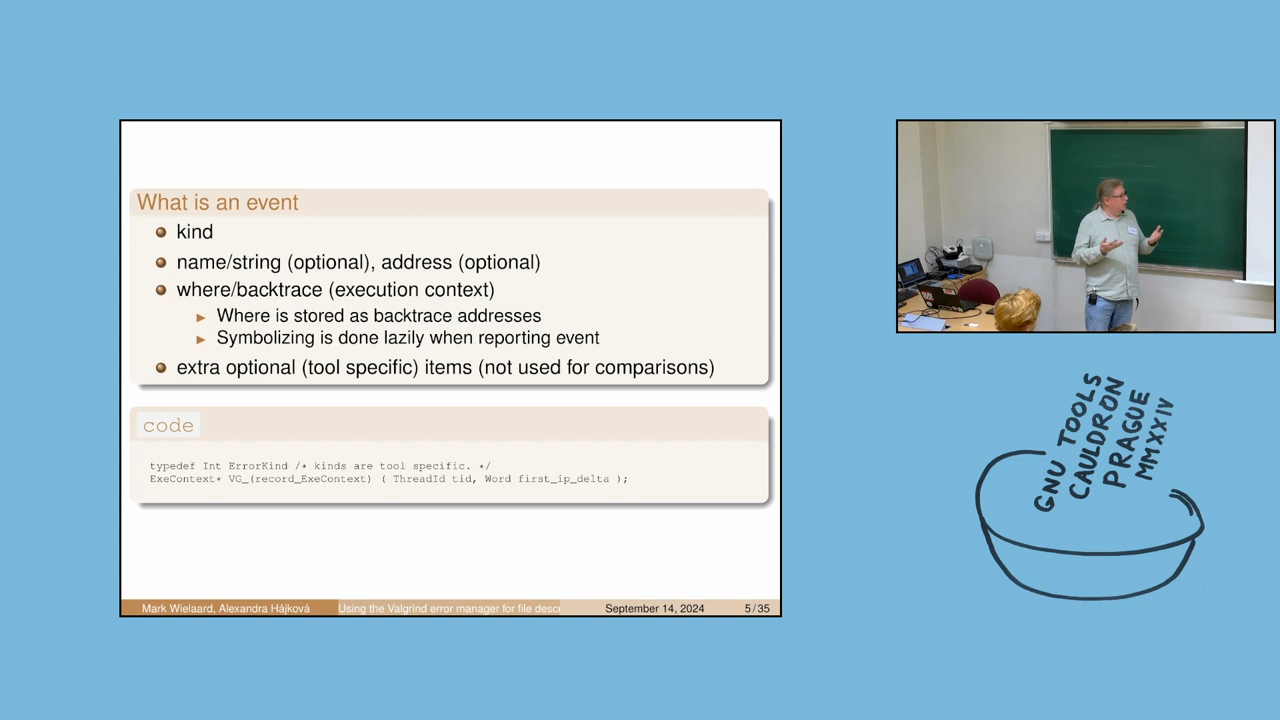 What is an event
kind
name/string (optional), address (optional)
where/backtrace (execution context)
Where is stored as backtrace addresses
Symbolizing is done lazily when reporting event
extra optional (tool specific) items (not used for comparisons)
code
typedef Int ErrorKind /* kinds are tool specific. */
ExeContext* VG_(record_ExeContext) ( ThreadId tid, Word first_ip_delta );
Mark Wielaard, Alexandra Hájková
Using the Valgrind error manager for file desc
September 14, 2024
5 / 35
GNU TOOLS
CAULDRON
PRAGUE
MMXXIV